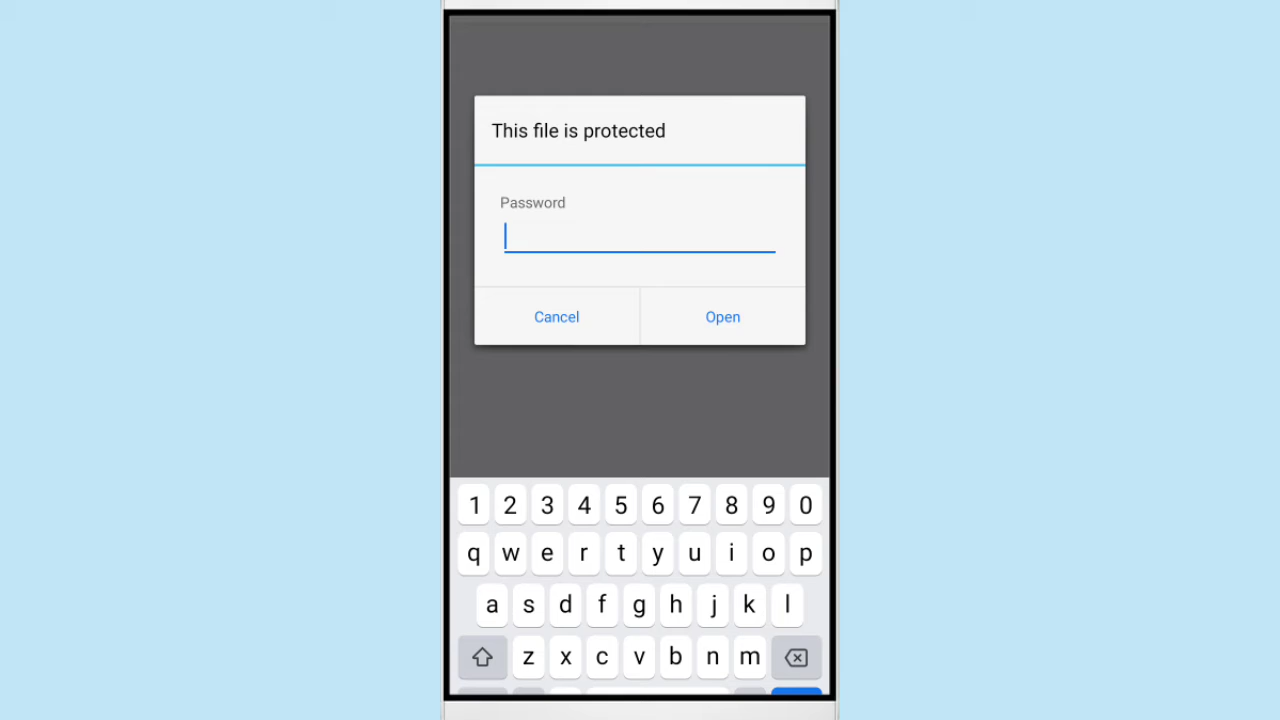 This file is protected
Password
Cancel Open
1 2 3 4 5 6 7 8 9 0
q w e r t y u i o p
a s d f g h j k l
z x c v b n m